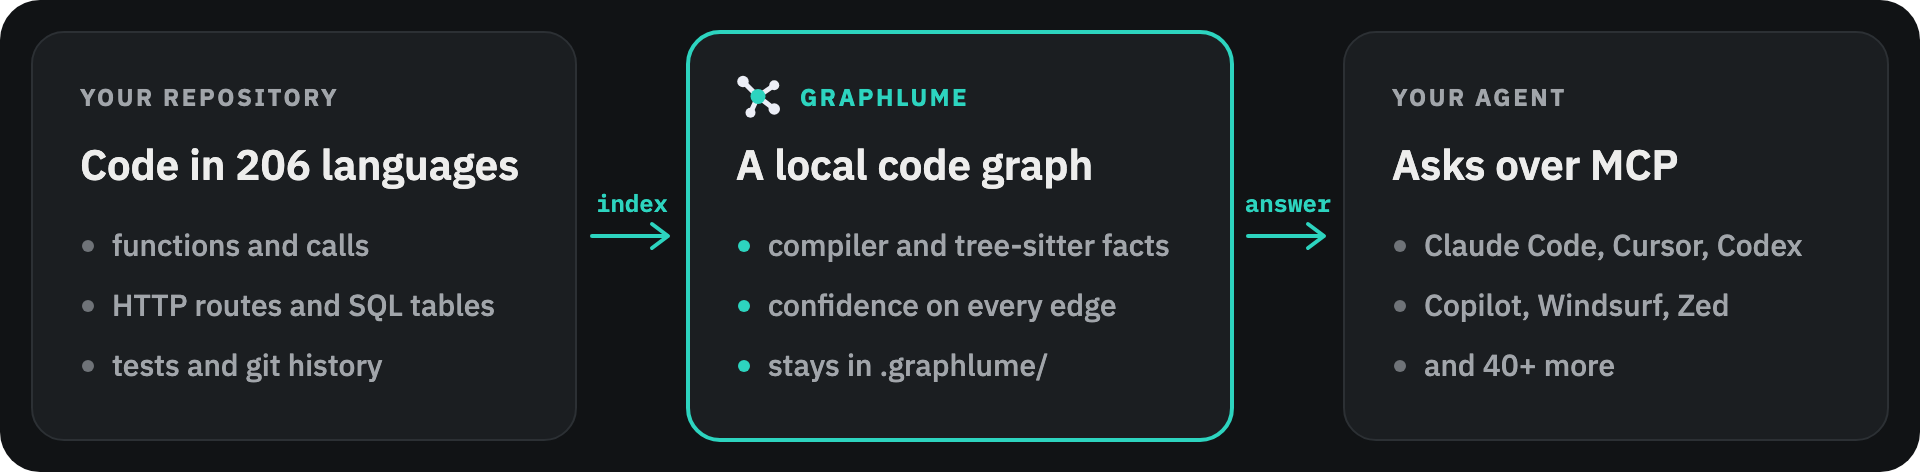 YOUR REPOSITORY
Code in 206 languages
functions and calls
HTTP routes and SQL tables
tests and git history
index
GRAPHLUME
A local code graph
compiler and tree-sitter facts
confidence on every edge
stays in .graphlume/
answer
YOUR AGENT
Asks over MCP
Claude Code, Cursor, Codex
Copilot, Windsurf, Zed
and 40+ more